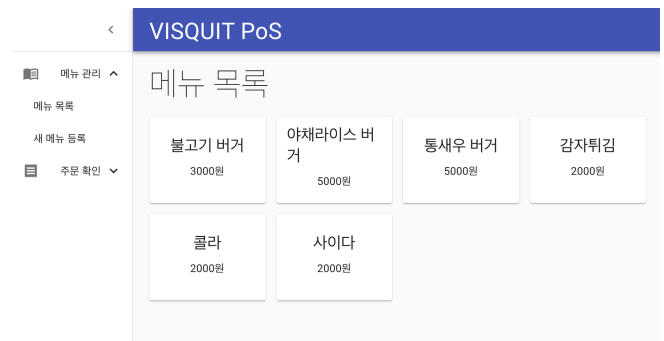 VISQUIT PoS
메뉴 관리
메뉴 목록
새 메뉴 등록
주문 확인
메뉴 목록
불고기 버거
3000원
야채라이스 버
거
5000원
통새우 버거
5000원
감자튀김
2000원
콜라
2000원
사이다
2000원